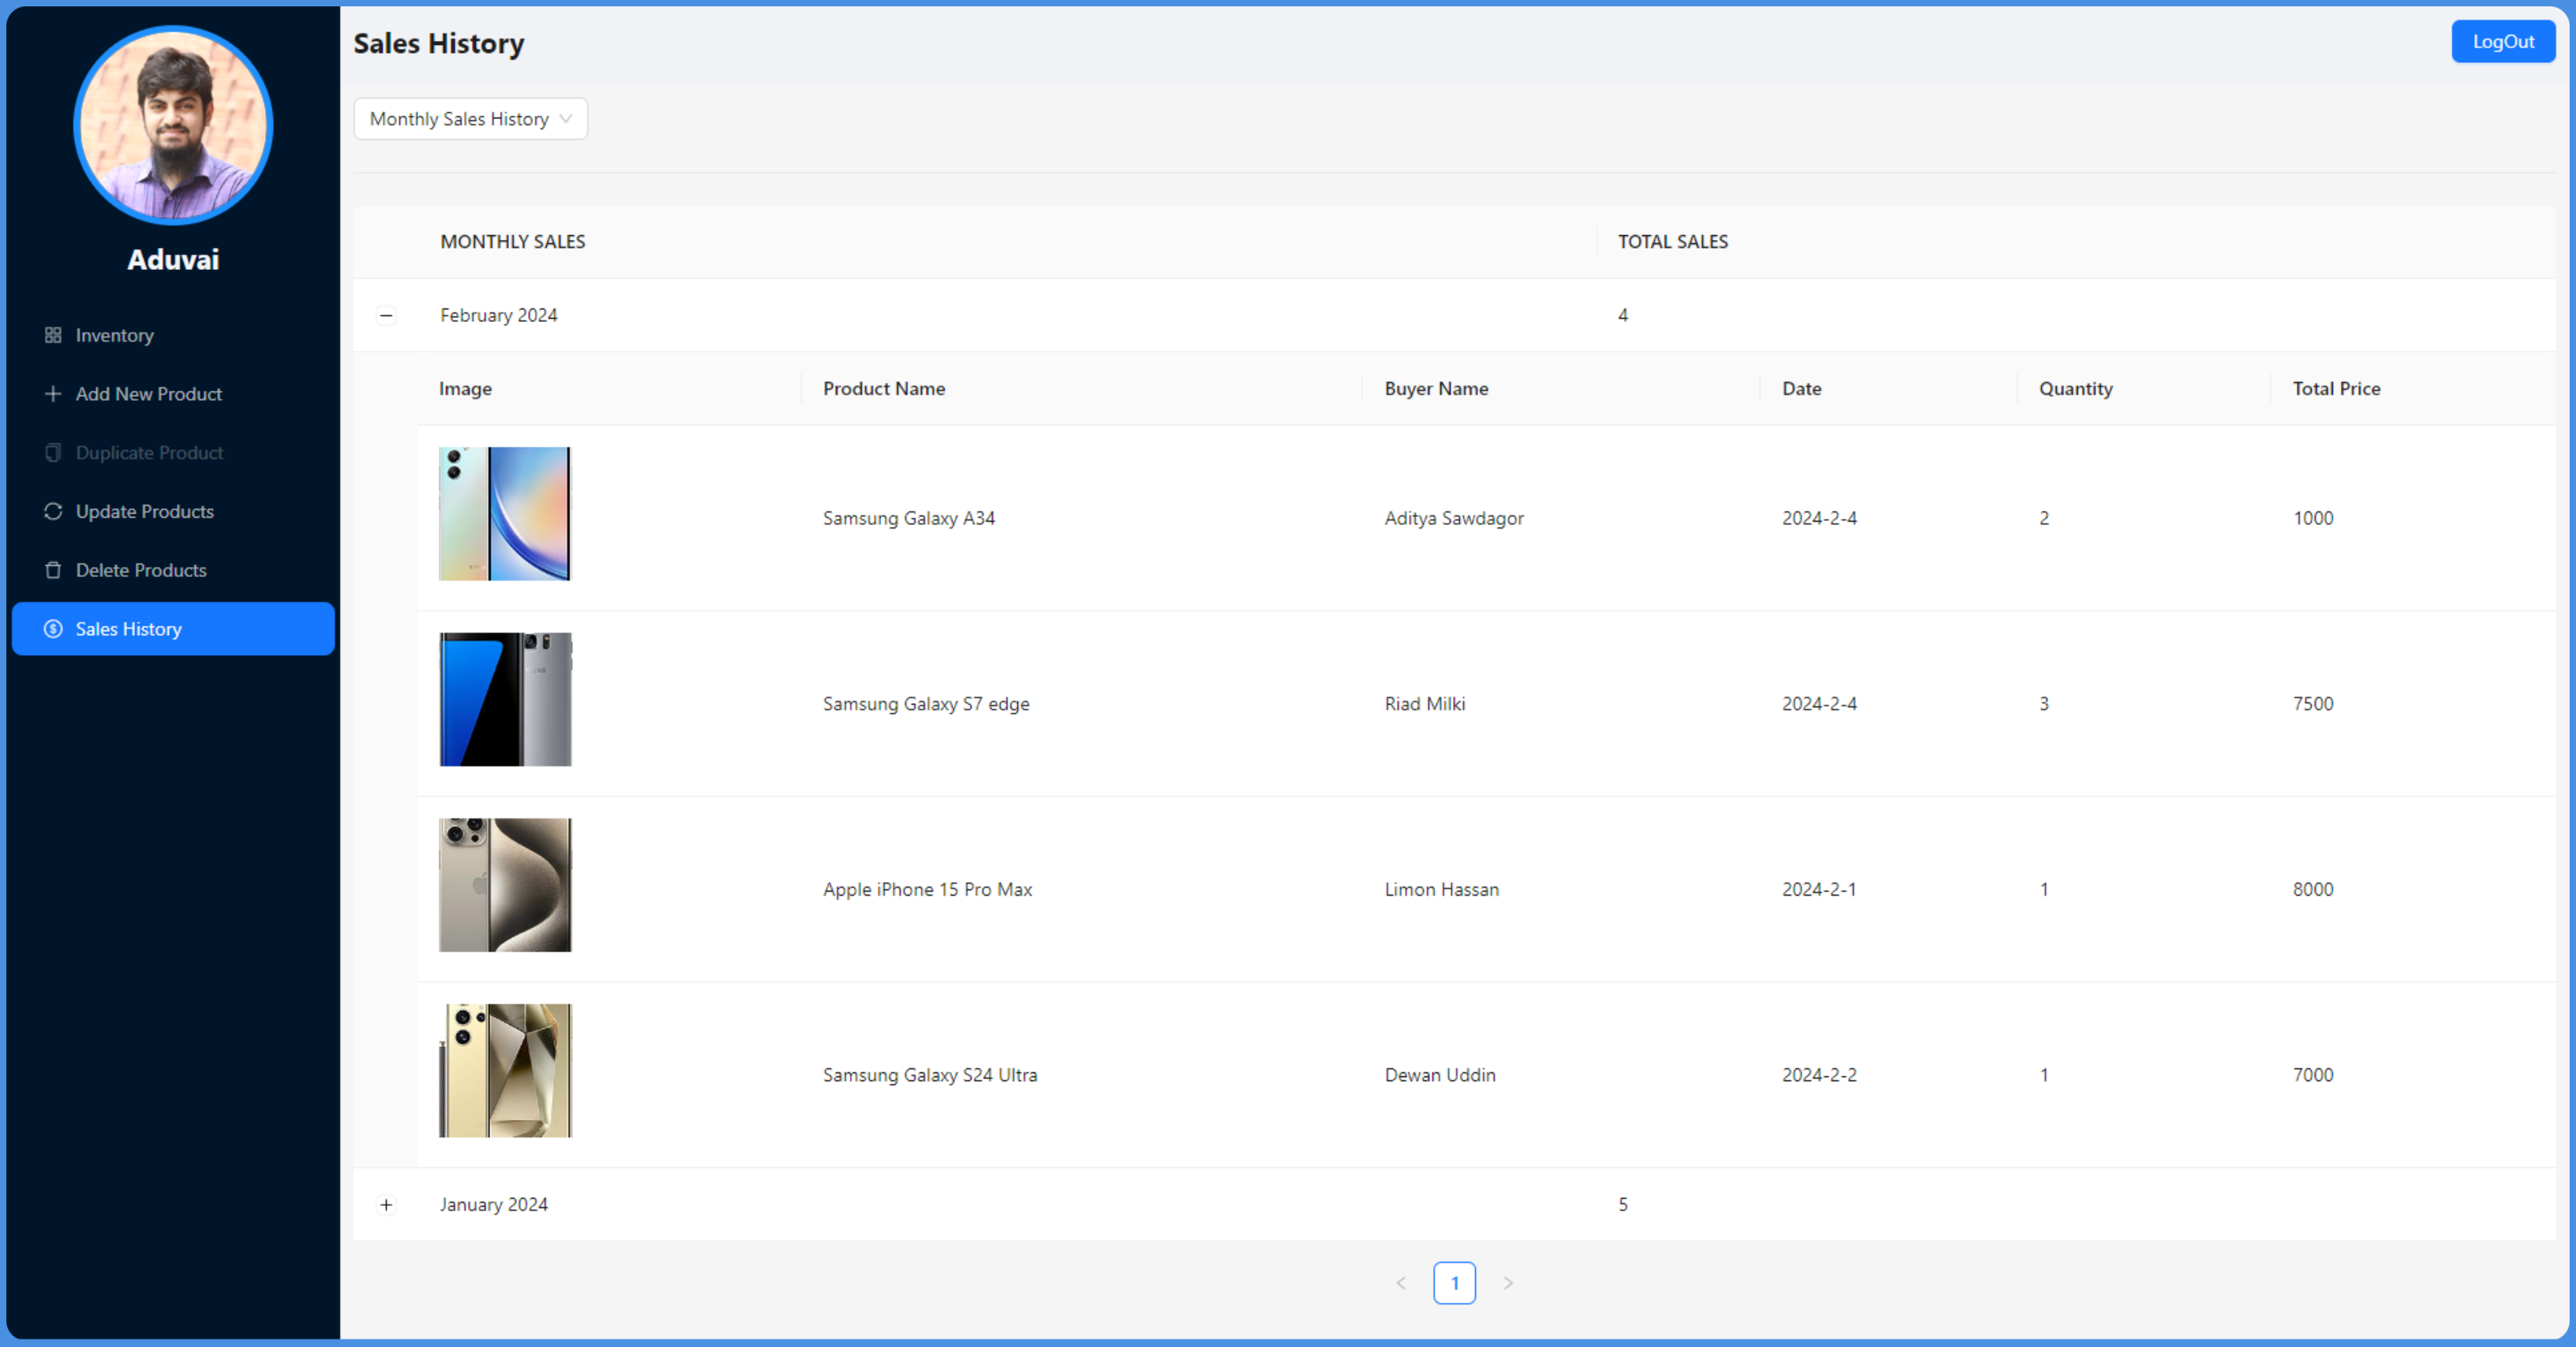 Aduvai
Inventory
Add New Product
Duplicate Product
Update Products
Delete Products
Sales History
Sales History
LogOut
Monthly Sales History
MONTHLY SALES TOTAL SALES
February 2024 4
Image Product Name Buyer Name Date Quantity Total Price
Samsung Galaxy A34 Aditya Sawdagor 2024-2-4 2 1000
Samsung Galaxy S7 edge Riad Milki 2024-2-4 3 7500
Apple iPhone 15 Pro Max Limon Hassan 2024-2-1 1 8000
Samsung Galaxy S24 Ultra Dewan Uddin 2024-2-2 1 7000
January 2024 5
1